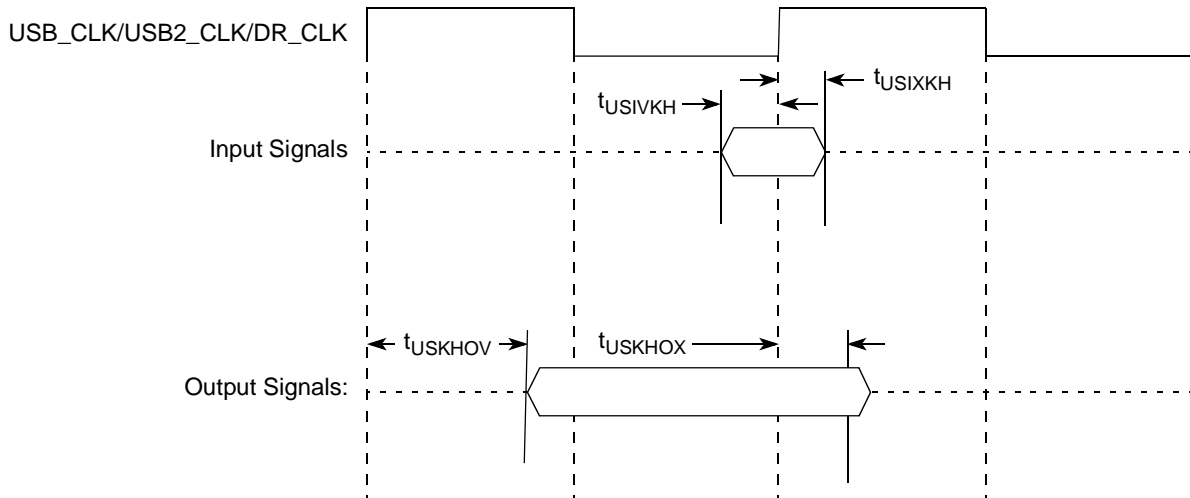 USB_CLK/USB2_CLK/DR_CLK
tUSIXKH
tUSIVKH
Input Signals
tUSKHOV
tUSKHOX
Output Signals: